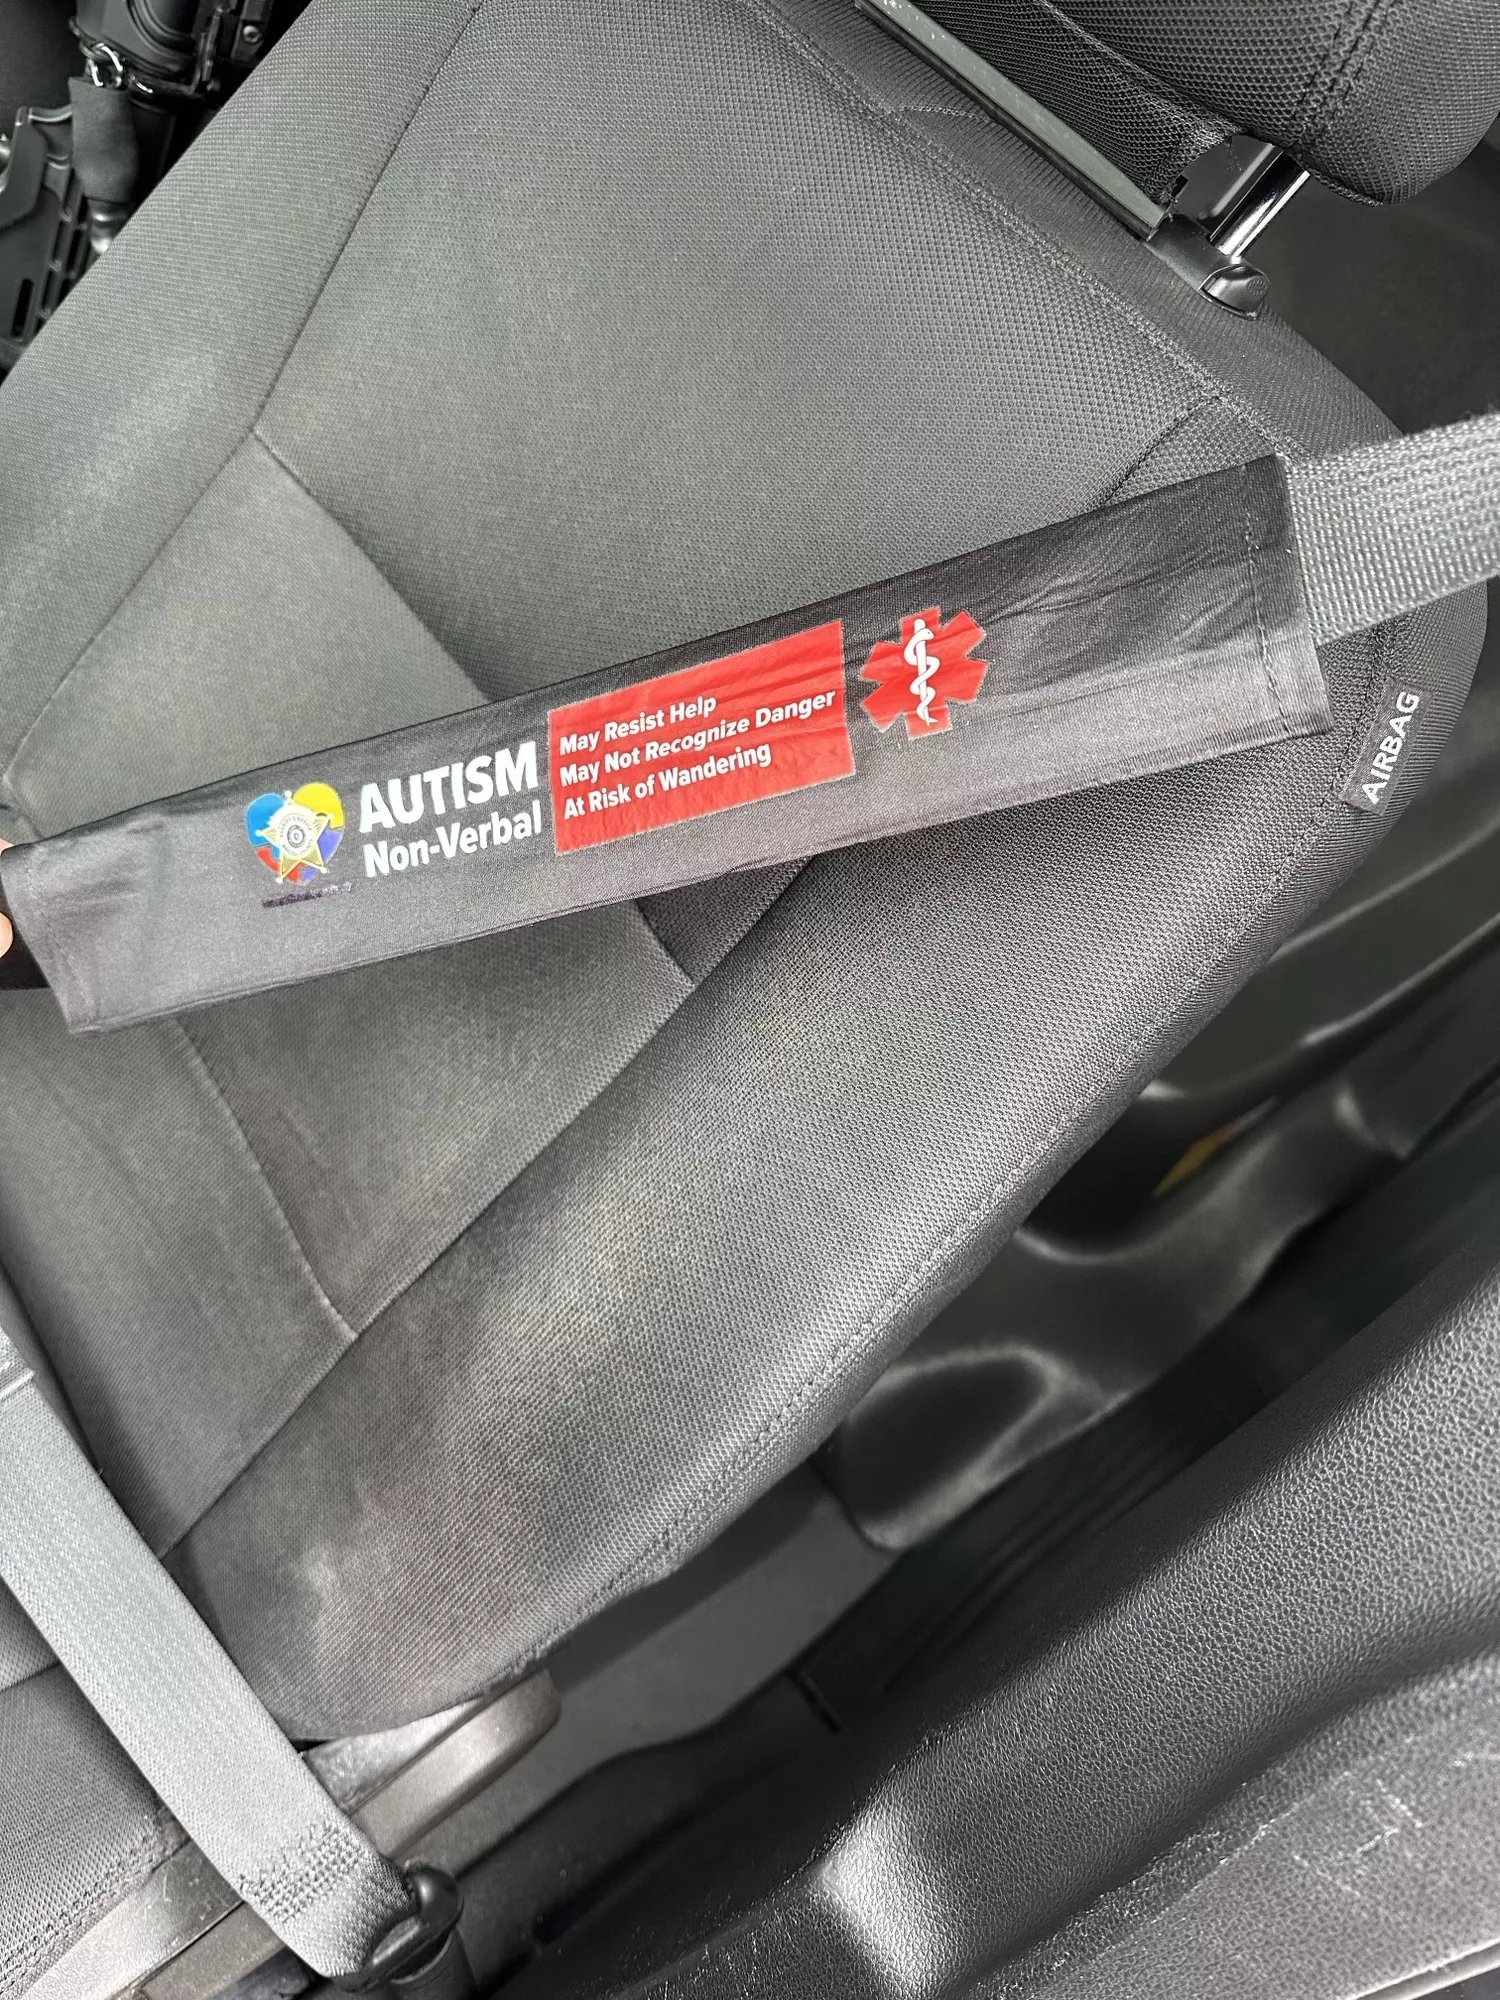 AUTISM
Non-Verbal
May Resist Help
May Not Recognize Danger
At Risk of Wandering
AIRBAG